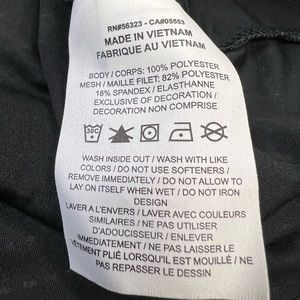 RN#56323 - CA#05553
MADE IN VIETNAM
FABRIQUE AU VIETNAM
BODY / CORPS: 100% POLYESTER
MESH / MAILLE FILET: 82% POLYESTER
18% SPANDEX / ELASTHANNE
EXCLUSIVE OF DECORATION /
DECORATION NON COMPRISE
30C
WASH INSIDE OUT / WASH WITH LIKE
COLORS / DO NOT USE SOFTENERS /
REMOVE IMMEDIATELY / DO NOT ALLOW TO
LAY ON ITSELF WHEN WET / DO NOT IRON
DESIGN
LAVER A L'ENVERS / LAVER AVEC COULEURS
SIMILAIRES / NE PAS UTILISER
D'ADOUCISSEUR / ENLEVER
IMMEDIATEMENT / NE PAS LAISSER LE
VÊTEMENT PLIÉ LORSQU'IL EST MOUILLÉ / NE
PAS REPASSER LE DESSIN